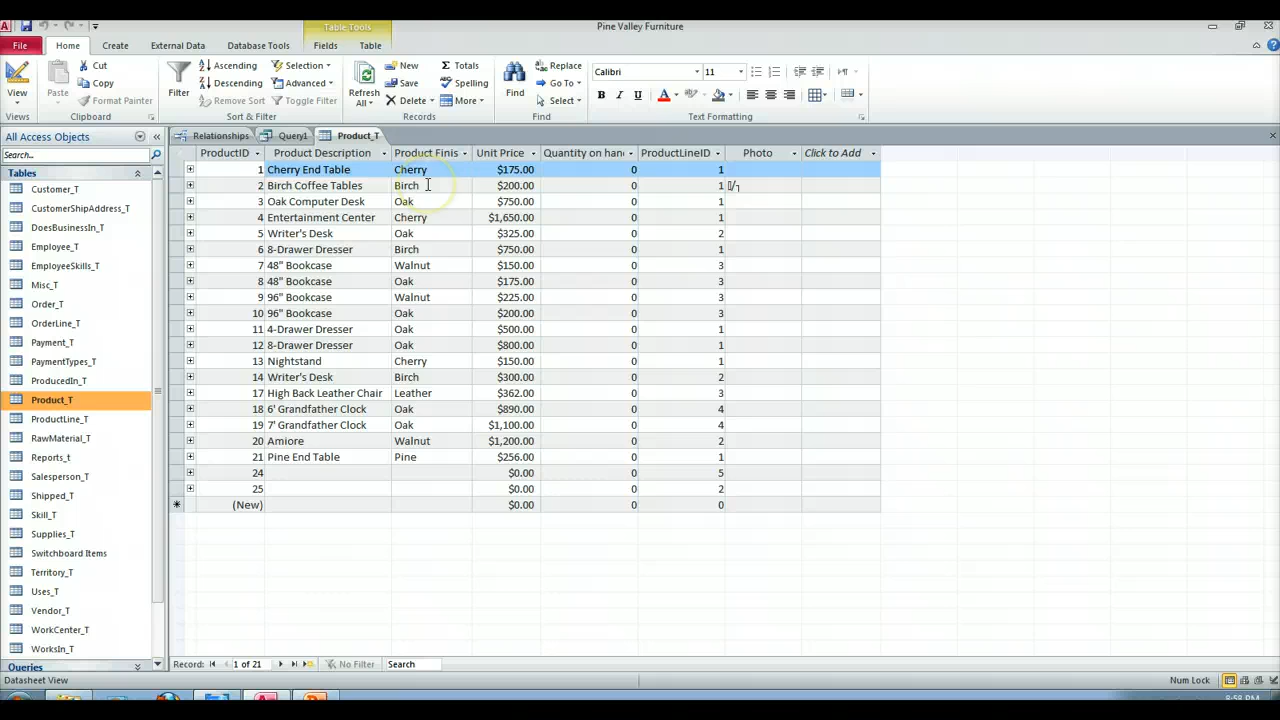 Pine Valley Furniture
Table Tools
File Home Create External Data Database Tools Fields Table
View
Views
Paste
Cut
Copy
Format Painter
Clipboard
Filter
Ascending
Descending
Remove Sort
Selection
Advanced
Toggle Filter
Sort & Filter
Refresh All
New
Save
Delete
Totals
Spelling
More
Records
Find
Replace
Go To
Select
Find
Calibri 11
B I U A
Text Formatting
All Access Objects
Search...
Tables
Customer_T
CustomerShipAddress_T
DoesBusinessIn_T
Employee_T
EmployeeSkills_T
Misc_T
Order_T
OrderLine_T
Payment_T
PaymentTypes_T
ProducedIn_T
Product_T
ProductLine_T
RawMaterial_T
Reports_t
Salesperson_T
Shipped_T
Skill_T
Supplies_T
Switchboard Items
Territory_T
Uses_T
Vendor_T
WorkCenter_T
WorksIn_T
Queries
Relationships Query1 Product_T
ProductID Product Description Product Finis Unit Price Quantity on hand ProductLineID Photo Click to Add
1 Cherry End Table Cherry $175.00 0 1
2 Birch Coffee Tables Birch $200.00 0 1
3 Oak Computer Desk Oak $750.00 0 1
4 Entertainment Center Cherry $1,650.00 0 1
5 Writer's Desk Oak $325.00 0 2
6 8-Drawer Dresser Birch $750.00 0 1
7 48" Bookcase Walnut $150.00 0 3
8 48" Bookcase Oak $175.00 0 3
9 96" Bookcase Walnut $225.00 0 3
10 96" Bookcase Oak $200.00 0 3
11 4-Drawer Dresser Oak $500.00 0 1
12 8-Drawer Dresser Oak $800.00 0 1
13 Nightstand Cherry $150.00 0 1
14 Writer's Desk Birch $300.00 0 2
17 High Back Leather Chair Leather $362.00 0 3
18 6' Grandfather Clock Oak $890.00 0 4
19 7' Grandfather Clock Oak $1,100.00 0 4
20 Amiore Walnut $1,200.00 0 2
21 Pine End Table Pine $256.00 0 1
24 $0.00 0 5
25 $0.00 0 2
(New) $0.00 0 0
Record: 1 of 21 No Filter Search
Datasheet View Num Lock
8:58 PM